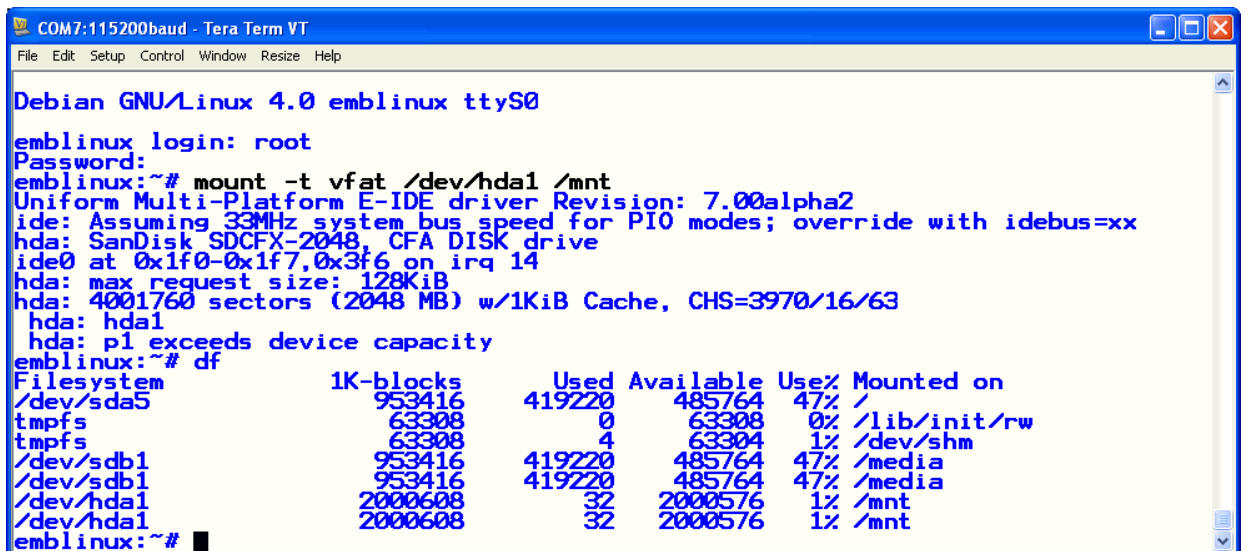 COM7:115200baud - Tera Term VT
File Edit Setup Control Window Resize Help
Debian GNU/Linux 4.0 emblinux ttyS0
emblinux login: root
Password:
emblinux:~# mount -t vfat /dev/hda1 /mnt
Uniform Multi-Platform E-IDE driver Revision: 7.00alpha2
ide: Assuming 33MHz system bus speed for PIO modes; override with idebus=xx
hda: SanDisk SDCFX-2048, CFA DISK drive
ide0 at 0x1f0-0x1f7,0x3f6 on irq 14
hda: max request size: 128KiB
hda: 4001760 sectors (2048 MB) w/1KiB Cache, CHS=3970/16/63
hda: hda1
hda: p1 exceeds device capacity
emblinux:~# df
Filesystem 1K-blocks Used Available Use% Mounted on
/dev/sda5 953416 419220 485764 47% /
tmpfs 63308 0 63308 0% /lib/init/rw
tmpfs 63308 4 63304 1% /dev/shm
/dev/sdb1 953416 419220 485764 47% /media
/dev/sdb1 953416 419220 485764 47% /media
/dev/hda1 2000608 32 2000576 1% /mnt
/dev/hda1 2000608 32 2000576 1% /mnt
emblinux:~#